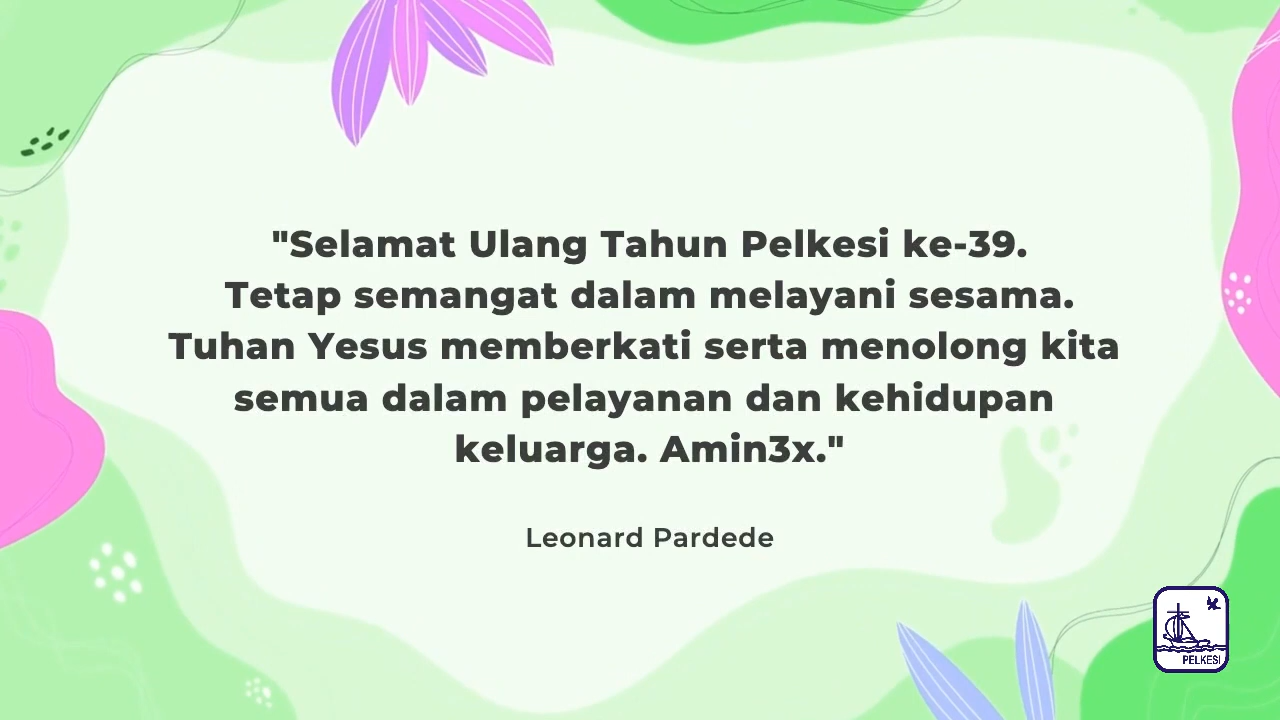 "Selamat Ulang Tahun Pelkesi ke-39.
Tetap semangat dalam melayani sesama.
Tuhan Yesus memberkati serta menolong kita
semua dalam pelayanan dan kehidupan
keluarga. Amin3x."
Leonard Pardede
PELKESI